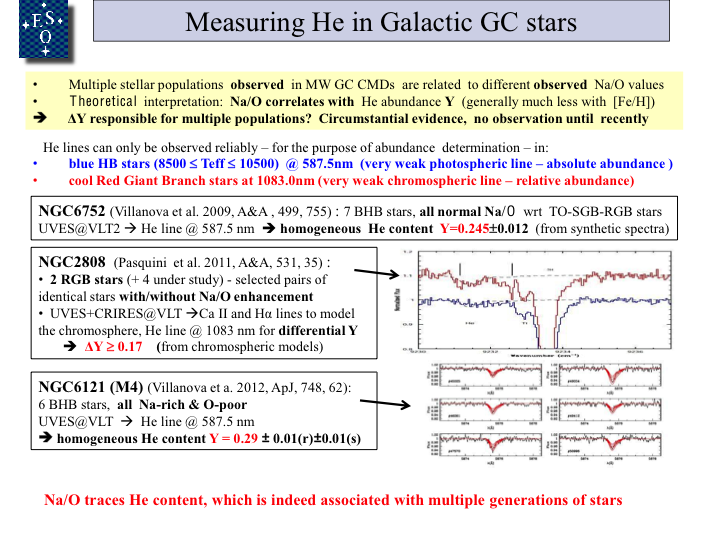 E S
O
Measuring He in Galactic GC stars
• Multiple stellar populations observed in MW GC CMDs are related to different observed Na/O values
• Theoretical interpretation: Na/O correlates with He abundance Y (generally much less with [Fe/H])
➔ ΔY responsible for multiple populations? Circumstantial evidence, no observation until recently
He lines can only be observed reliably – for the purpose of abundance determination – in:
• blue HB stars (8500 ≤ Teff ≤ 10500) @ 587.5nm (very weak photospheric line – absolute abundance )
• cool Red Giant Branch stars at 1083.0nm (very weak chromospheric line – relative abundance)
NGC6752 (Villanova et al. 2009, A&A , 499, 755) : 7 BHB stars, all normal Na/O wrt TO-SGB-RGB stars
UVES@VLT2 → He line @ 587.5 nm ➔ homogeneous He content Y=0.245±0.012 (from synthetic spectra)
NGC2808 (Pasquini et al. 2011, A&A, 531, 35) :
• 2 RGB stars (+ 4 under study) - selected pairs of
identical stars with/without Na/O enhancement
• UVES+CRIRES@VLT →Ca II and Hα lines to model
the chromosphere, He line @ 1083 nm for differential Y
➔ ΔY ≥ 0.17 (from chromospheric models)
NGC6121 (M4) (Villanova et a. 2012, ApJ, 748, 62):
6 BHB stars, all Na-rich & O-poor
UVES@VLT → He line @ 587.5 nm
➔ homogeneous He content Y = 0.29 ± 0.01(r)±0.01(s)
Na/O traces He content, which is indeed associated with multiple generations of stars